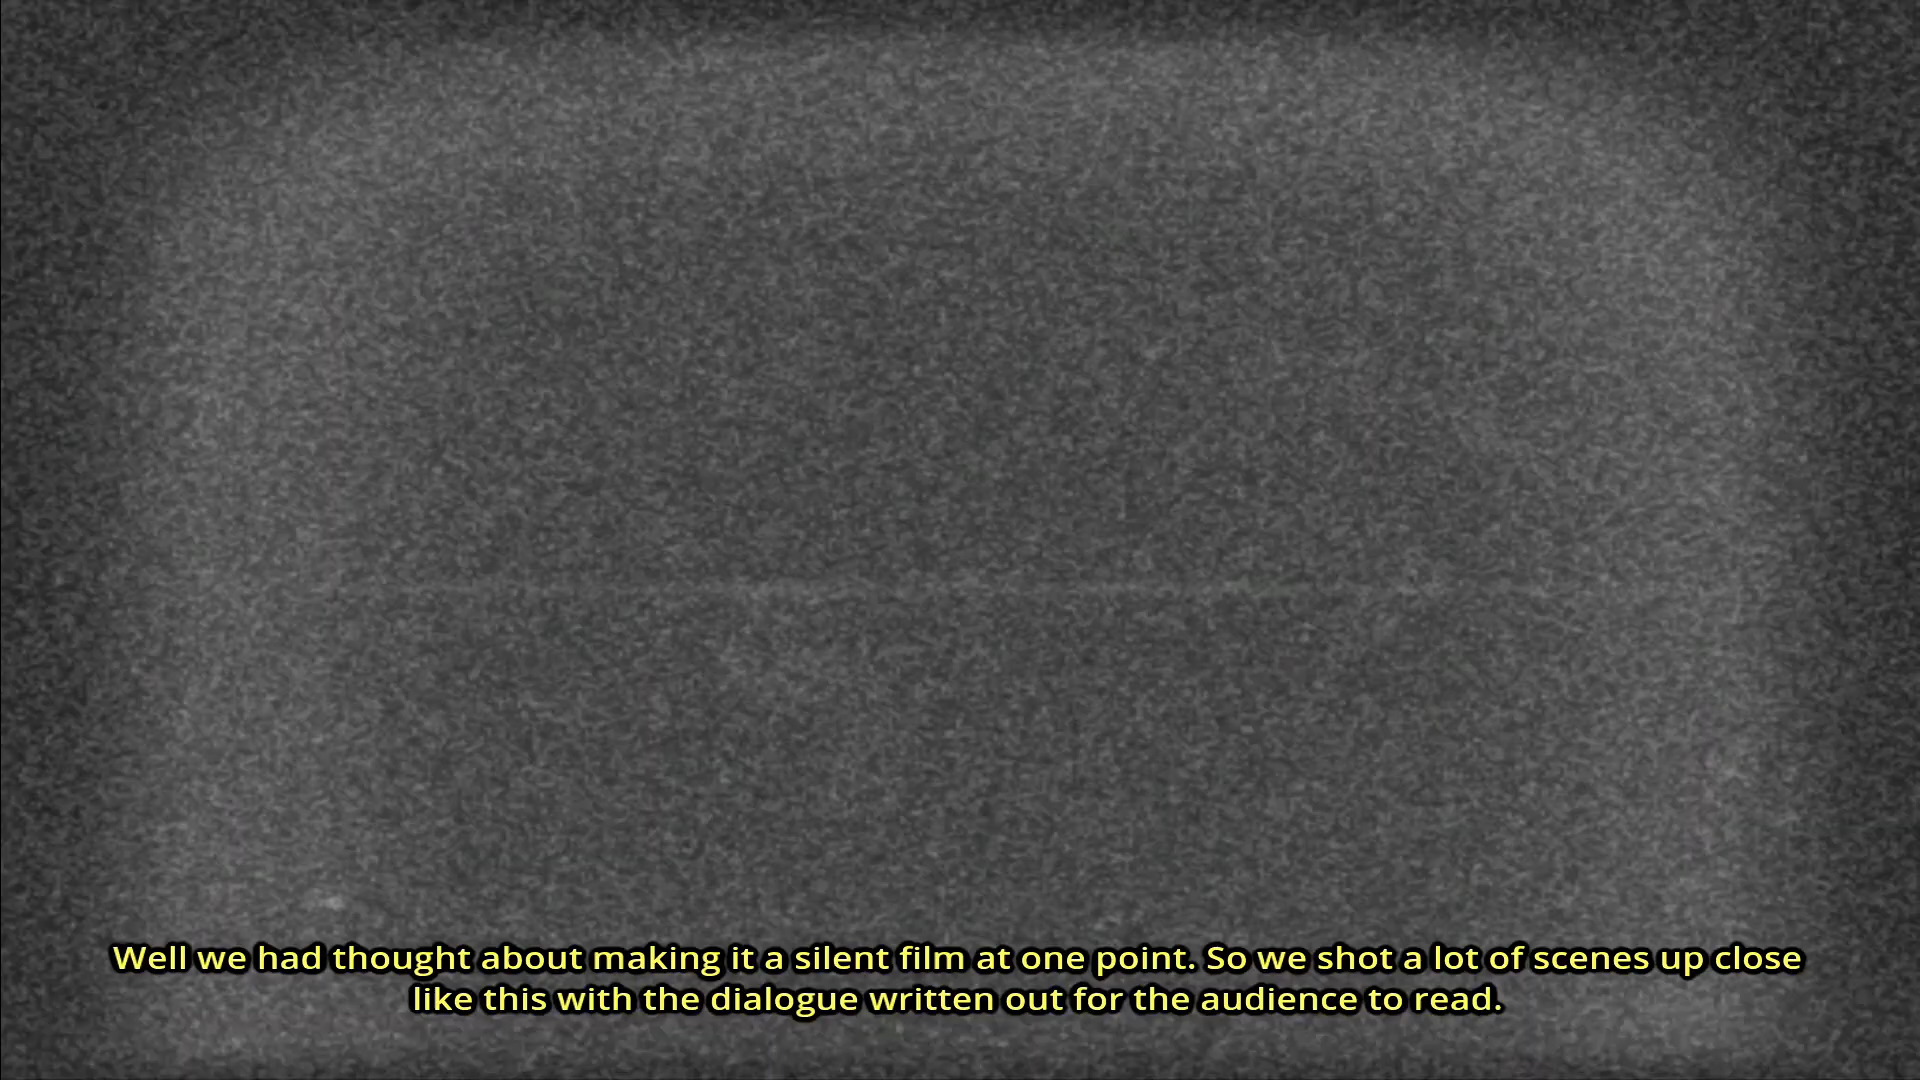 Well we had thought about making it a silent film at one point. So we shot a lot of scenes up close
like this with the dialogue written out for the audience to read.